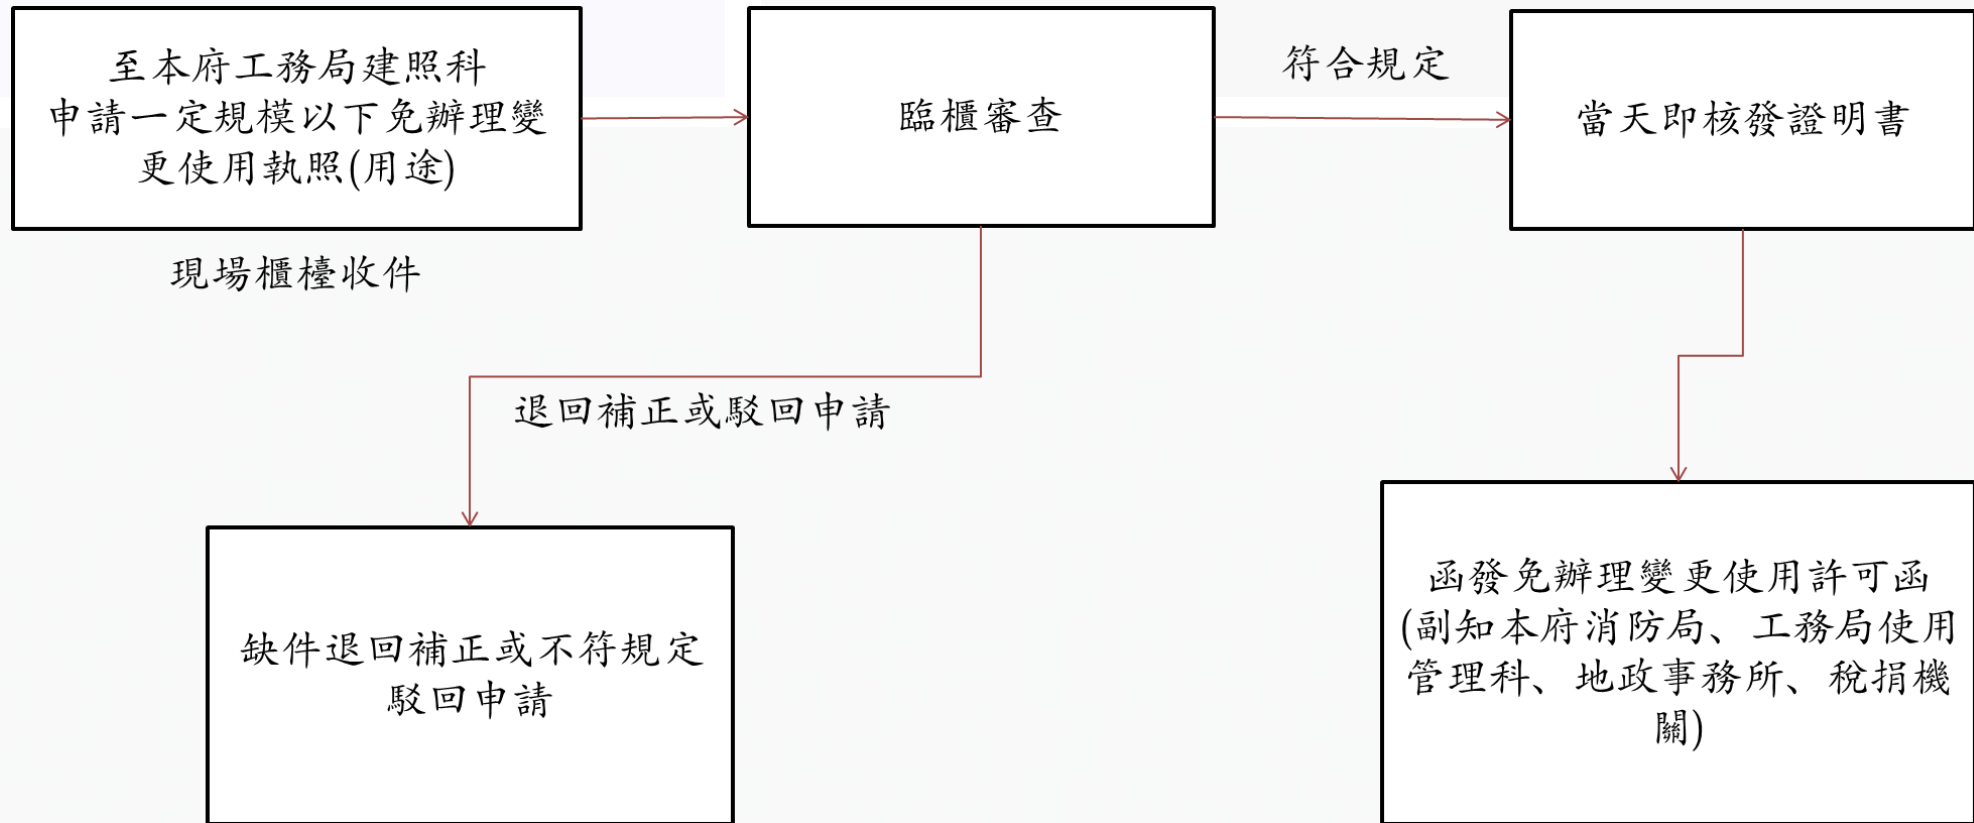 至本府工務局建照科
申請一定規模以下免辦理變
更使用執照(用途)
現場櫃檯收件
臨櫃審查
符合規定
當天即核發證明書
退回補正或駁回申請
缺件退回補正或不符規定
駁回申請
函發免辦理變更使用許可函
(副知本府消防局、工務局使用
管理科、地政事務所、稅捐機
關)